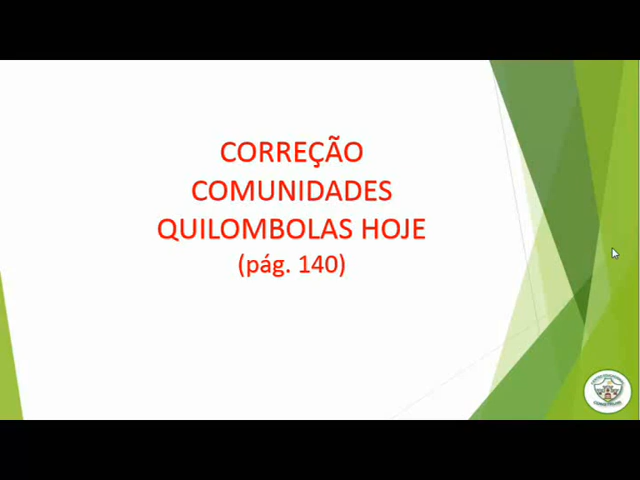 CORREÇÃO
COMUNIDADES
QUILOMBOLAS HOJE
(pág. 140)